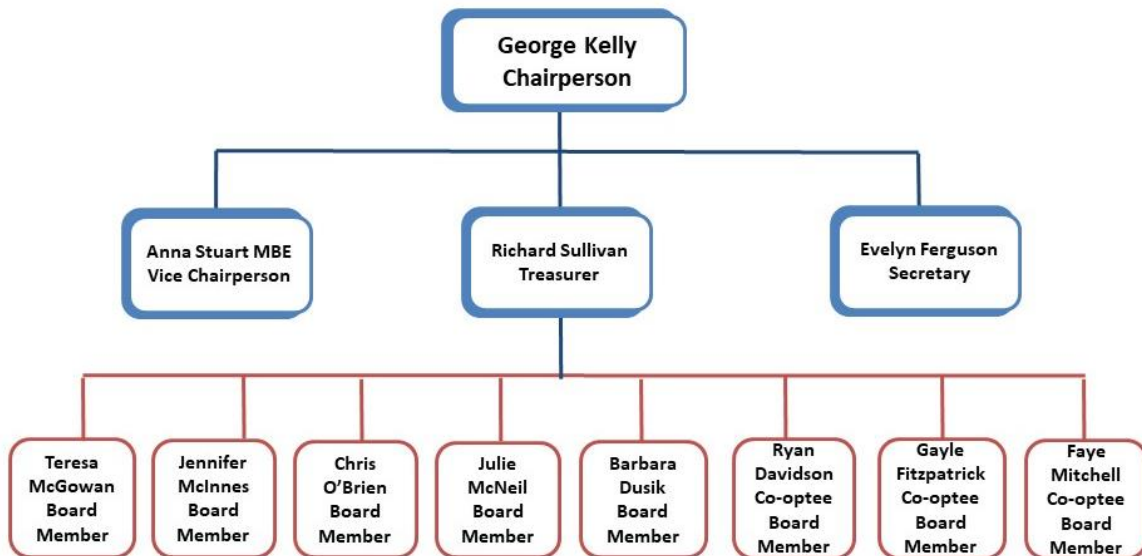 George Kelly
Chairperson
Anna Stuart MBE
Vice Chairperson
Richard Sullivan
Treasurer
Evelyn Ferguson
Secretary
Teresa
McGowan
Board
Member
Jennifer
McInnes
Board
Member
Chris
O’Brien
Board
Member
Julie
McNeil
Board
Member
Barbara
Dusik
Board
Member
Ryan
Davidson
Co-optee
Board
Member
Gayle
Fitzpatrick
Co-optee
Board
Member
Faye
Mitchell
Co-optee
Board
Member